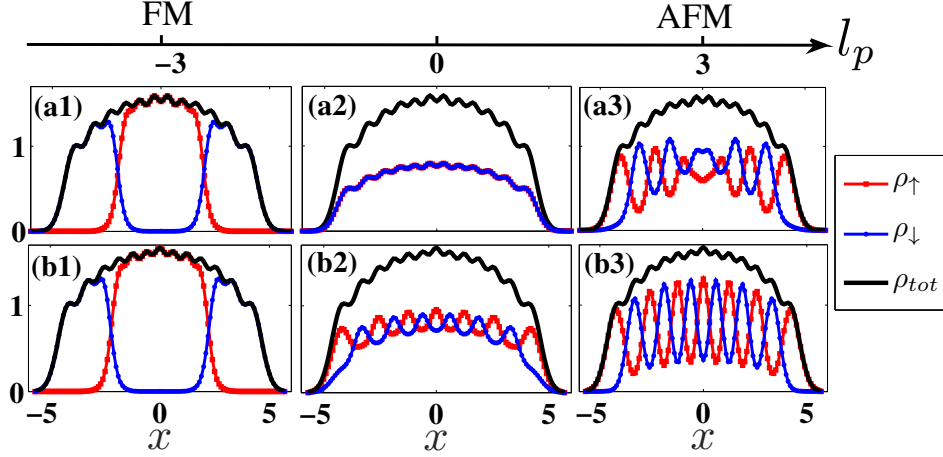 FM AFM
−3 0 3 l_p
(a1) (a2) (a3)
1
0
ρ↑
ρ↓
ρ_tot
(b1) (b2) (b3)
1
0
−5 0 5 −5 0 5 −5 0 5
x x x